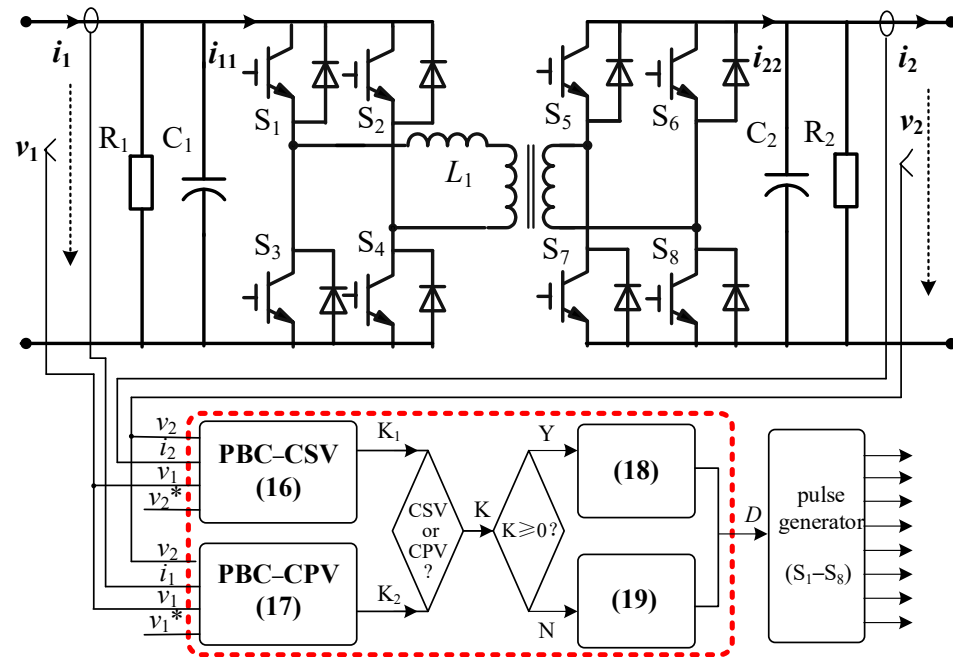 i₁
i₁₁
i₂₂
i₂
S₁
S₂
S₅
S₆
v₁
R₁
C₁
L₁
C₂
R₂
v₂
S₃
S₄
S₇
S₈
v₂
i₂
v₁
v₂*
PBC–CSV
(16)
K₁
CSV
or
CPV
?
K
K≥0?
Y
(18)
D
pulse
generator
(S₁–S₈)
v₂
i₁
v₁
v₁*
PBC–CPV
(17)
K₂
N
(19)